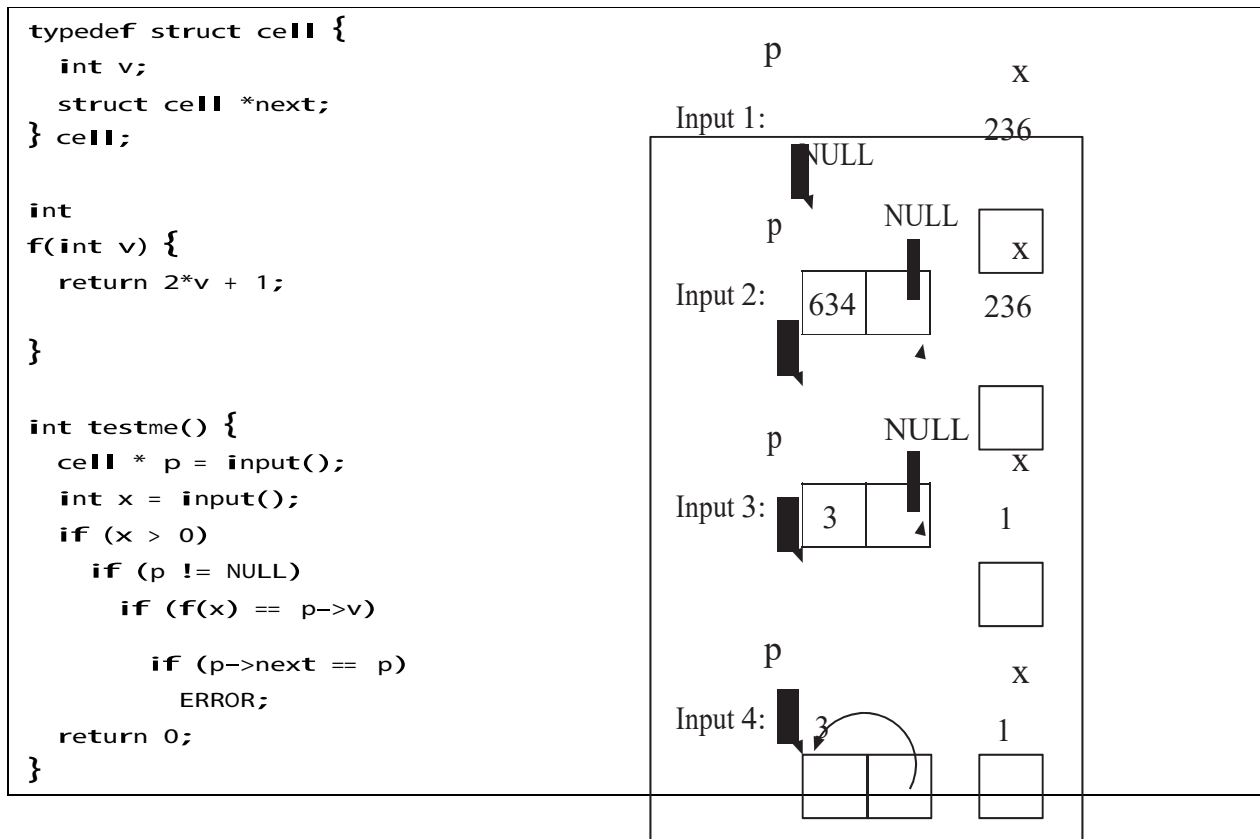 typedef struct cell {
int v;
struct cell *next;
} cell;
int
f(int v) {
return 2*v + 1;
}
int testme() {
cell * p = input();
int x = input();
if (x > 0)
if (p != NULL)
if (f(x) == p−>v)
if (p−>next == p)
ERROR;
return 0;
}
p
x
Input 1:
236
NULL
p
NULL
x
Input 2:
634
236
p
NULL
x
Input 3:
3
1
p
x
Input 4:
3
1